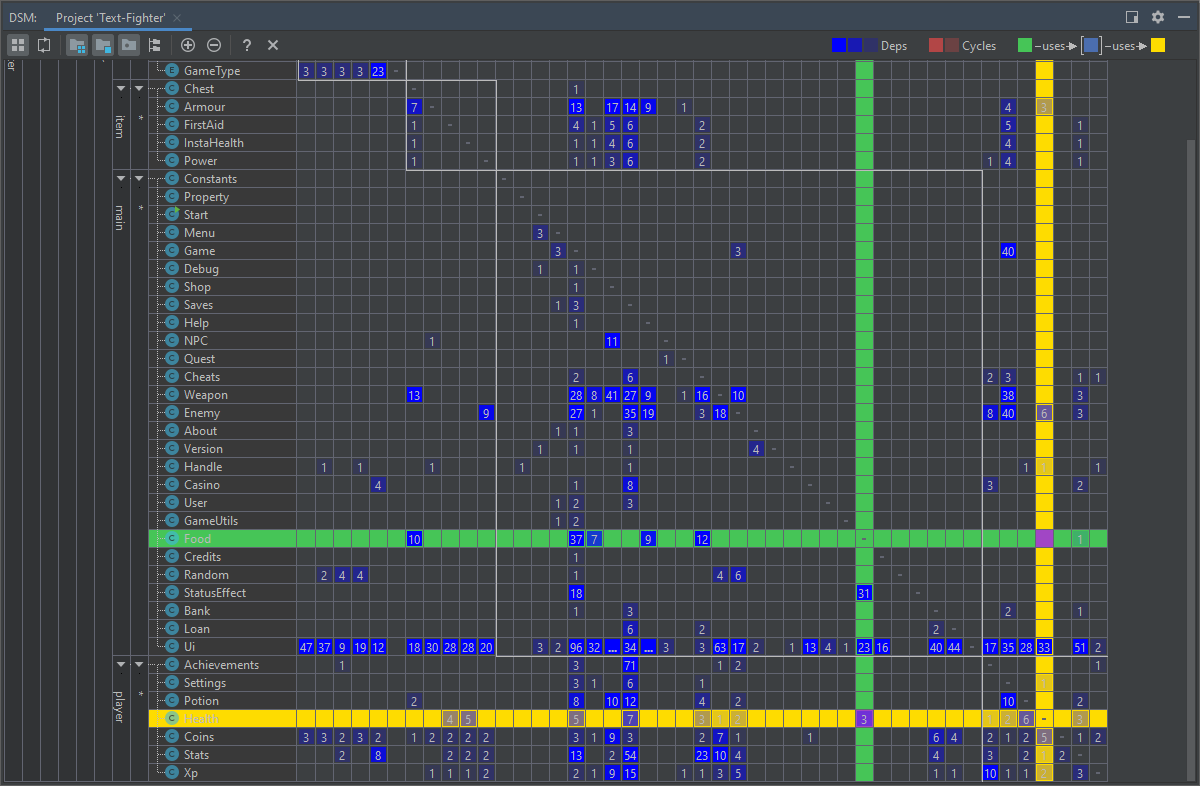 DSM: Project 'Text-Fighter'
Deps Cycles –uses→ –uses→
er
GameType 3 3 3 3 23 -
Chest - 1
Armour 7 - 13 17 14 9 1 4 3
item * FirstAid 1 - 4 1 5 6 2 5 1
InstaHealth 1 - 1 1 4 6 2 4 1
Power 1 - 1 1 3 6 2 1 4 1
Constants -
Property -
main * Start -
Menu 3 -
Game 3 - 3 40
Debug 1 1 -
Shop 1 -
Saves 1 3
Help 1 -
NPC 1 11 -
Quest 1 -
Cheats 2 6 - 2 3 1 1
Weapon 13 28 8 41 27 9 1 16 - 10 38 3
Enemy 9 27 1 35 19 3 18 - 8 40 6 3
About 1 1 3 -
Version 1 1 1 4 -
Handle 1 1 1 1 1 - 1 1 1
Casino 4 1 8 - 3 2
User 1 2 3 -
GameUtils 1 2 -
Food 10 37 7 9 12 - 1
Credits 1 -
Random 2 4 4 1 4 6 -
StatusEffect 18 31 -
Bank 1 3 - 2 1
Loan 6 2 2 -
Ui 47 37 9 19 12 18 30 28 28 20 3 2 96 32 ... 34 ... 3 3 63 17 2 1 13 4 1 23 16 40 44 - 17 35 28 33 51 2
Achievements 1 3 71 1 2 - 1
Settings 3 1 6 1 - 1
player * Potion 2 8 10 12 4 2 10 - 2
Health 4 5 5 7 3 1 2 3 1 2 6 - 3
Coins 3 3 2 3 2 1 2 2 2 2 3 1 9 3 2 7 1 1 6 4 2 1 2 5 - 1 2
Stats 2 8 2 2 2 13 2 54 23 10 4 4 3 2 1 2 -
Xp 1 1 1 2 2 1 9 15 1 1 3 5 1 1 10 1 1 2 3 -